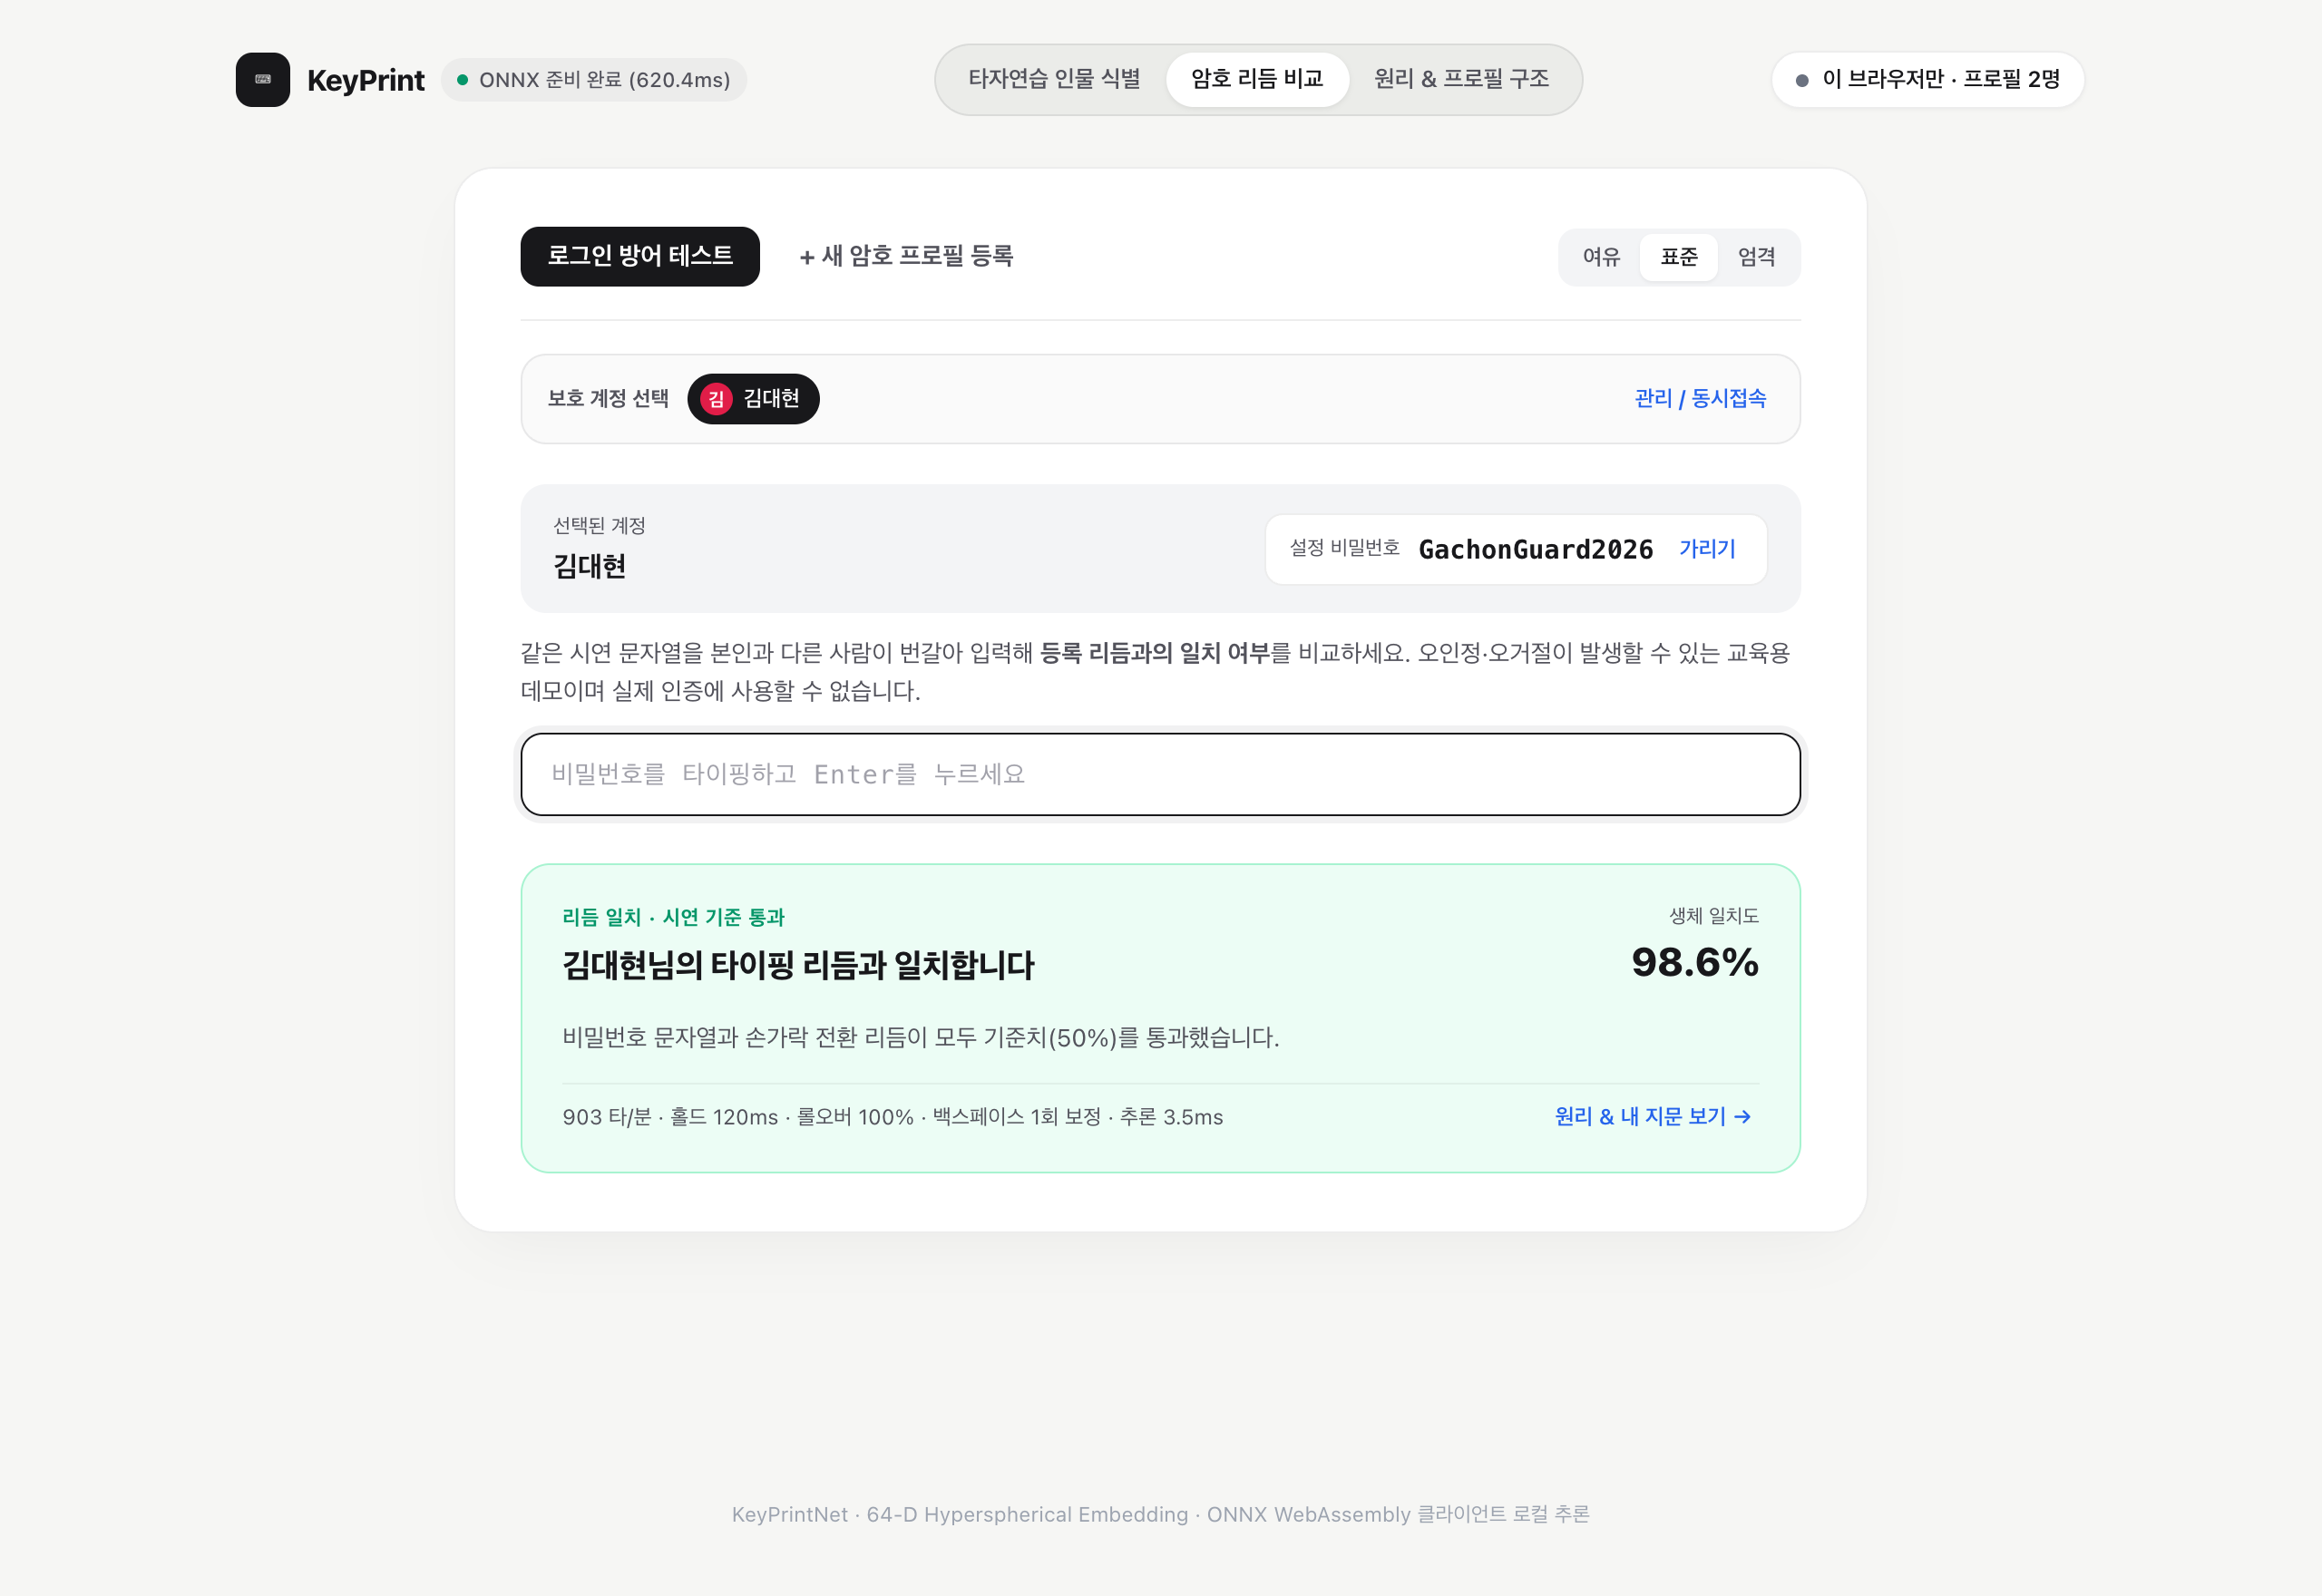 KeyPrint
ONNX 준비 완료 (620.4ms)
타자연습 인물 식별
암호 리듬 비교
원리 & 프로필 구조
이 브라우저만 · 프로필 2명
로그인 방어 테스트
+ 새 암호 프로필 등록
여유
표준
엄격
보호 계정 선택
김
김대현
관리 / 동시접속
선택된 계정
김대현
설정 비밀번호
GachonGuard2026
가리기
같은 시연 문자열을 본인과 다른 사람이 번갈아 입력해 등록 리듬과의 일치 여부를 비교하세요. 오인정·오거절이 발생할 수 있는 교육용
데모이며 실제 인증에 사용할 수 없습니다.
비밀번호를 타이핑하고 Enter를 누르세요
리듬 일치 · 시연 기준 통과
김대현님의 타이핑 리듬과 일치합니다
생체 일치도
98.6%
비밀번호 문자열과 손가락 전환 리듬이 모두 기준치(50%)를 통과했습니다.
903 타/분 · 홀드 120ms · 롤오버 100% · 백스페이스 1회 보정 · 추론 3.5ms
원리 & 내 지문 보기 →
KeyPrintNet · 64-D Hyperspherical Embedding · ONNX WebAssembly 클라이언트 로컬 추론